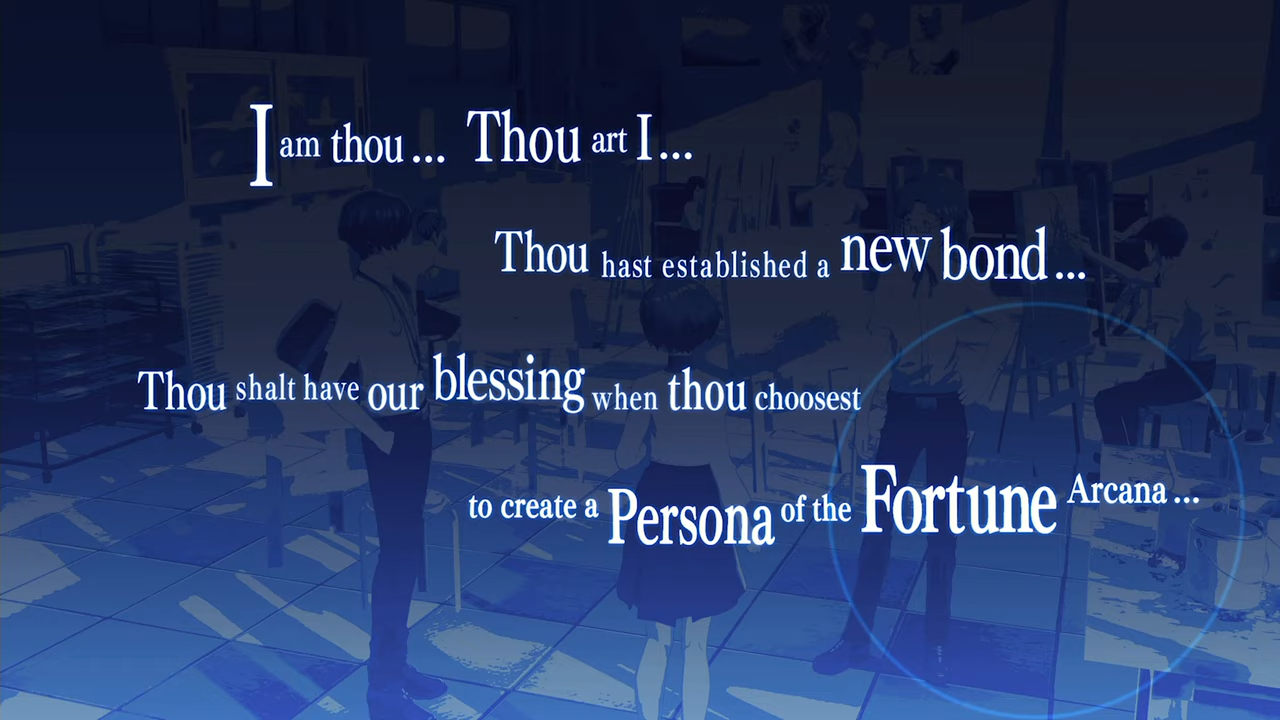 I am thou... Thou art I...
Thou hast established a new bond...
Thou shalt have our blessing when thou choosest
to create a Persona of the Fortune Arcana...